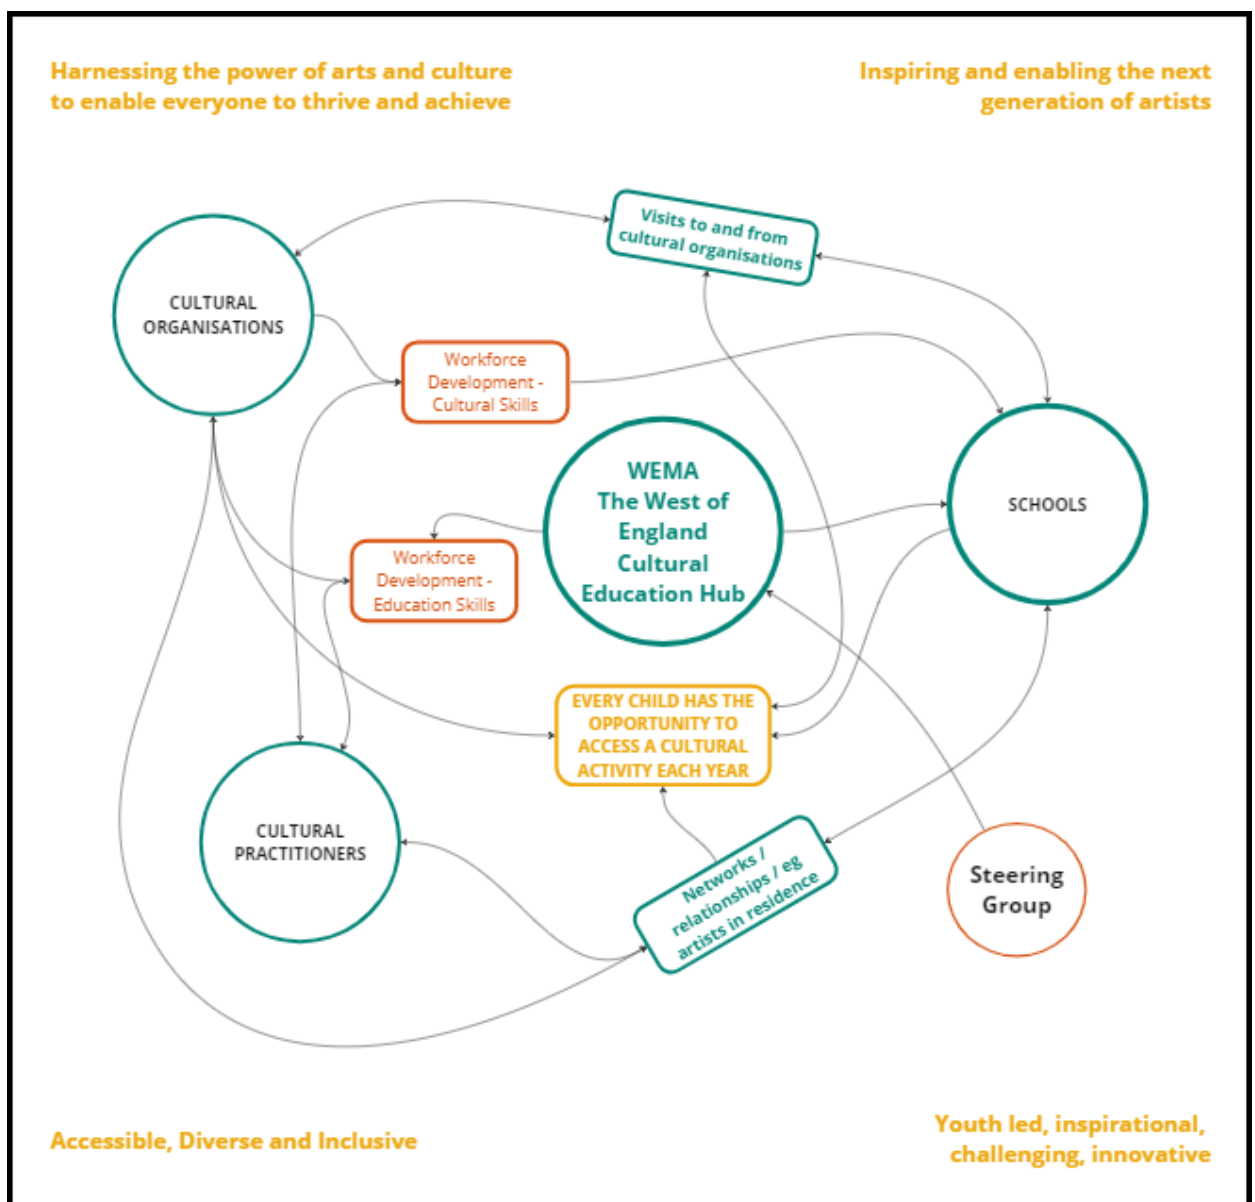 Harnessing the power of arts and culture
to enable everyone to thrive and achieve
Inspiring and enabling the next
generation of artists
Visits to and from
cultural organisations
CULTURAL
ORGANISATIONS
Workforce
Development -
Cultural Skills
WEMA
The West of
England
Cultural
Education Hub
SCHOOLS
Workforce
Development -
Education Skills
EVERY CHILD HAS THE
OPPORTUNITY TO
ACCESS A CULTURAL
ACTIVITY EACH YEAR
CULTURAL
PRACTITIONERS
Networks /
relationships / eg
artists in residence
Steering
Group
Accessible, Diverse and Inclusive
Youth led, inspirational,
challenging, innovative